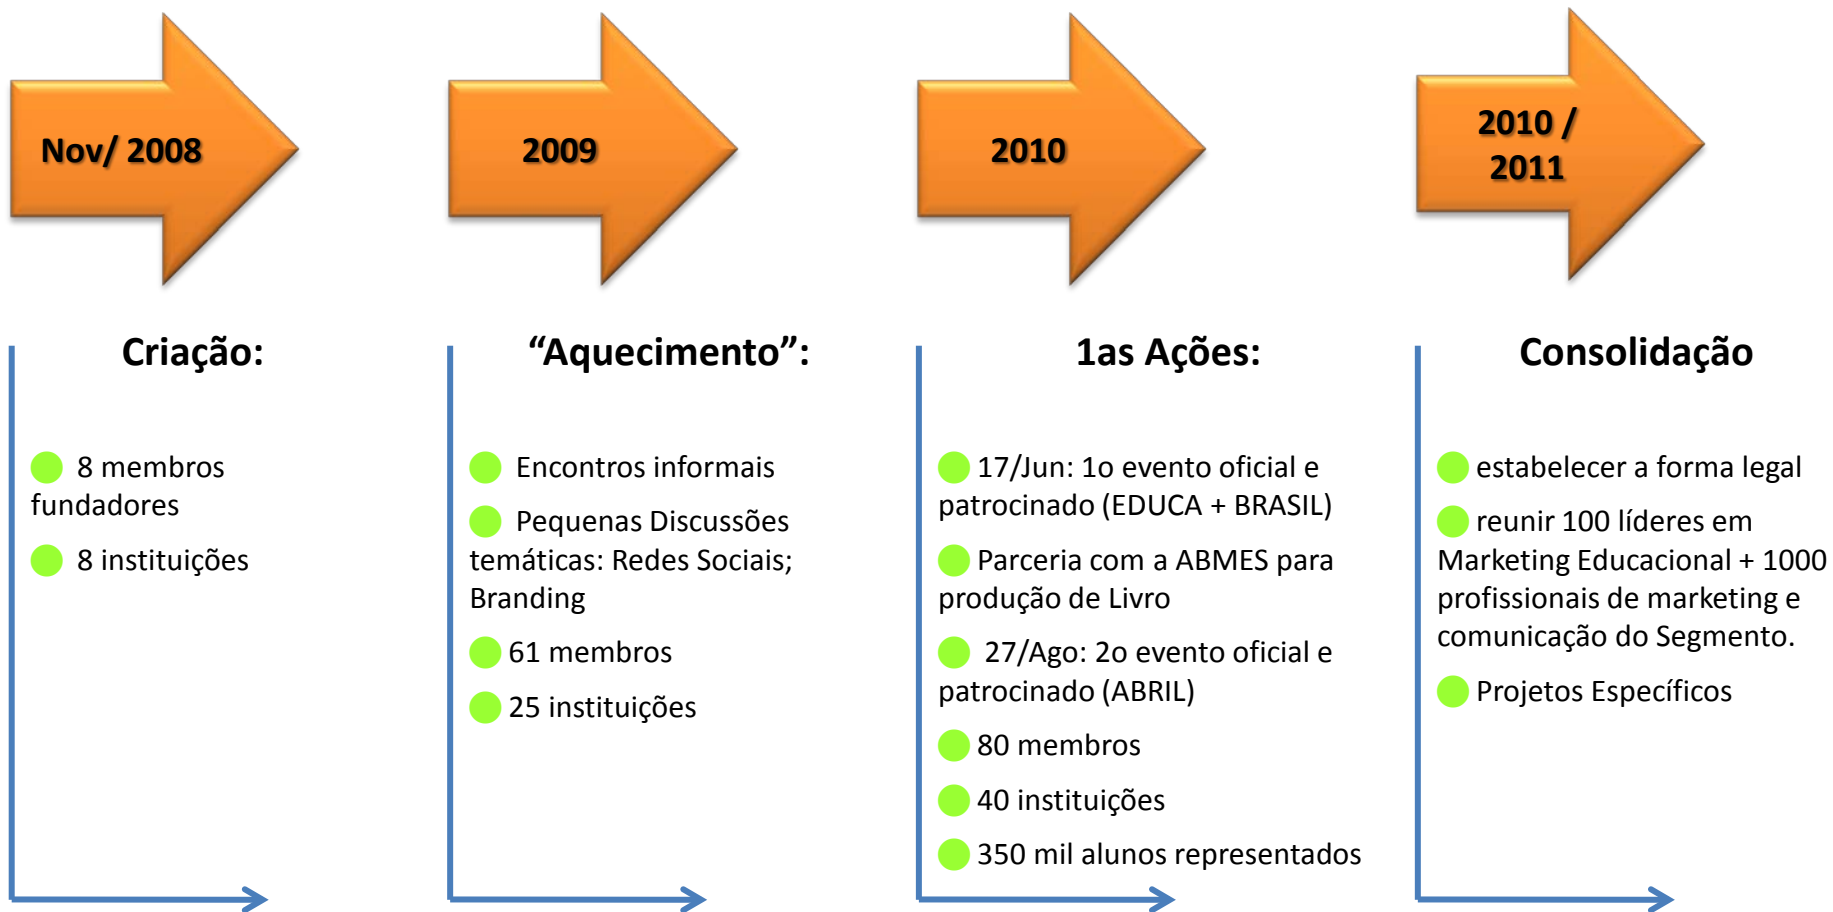 Nov/ 2008
2009
2010
2010 /
2011
Criação:
8 membros
fundadores
8 instituições
“Aquecimento”:
Encontros informais
Pequenas Discussões
temáticas: Redes Sociais;
Branding
61 membros
25 instituições
1as Ações:
17/Jun: 1o evento oficial e
patrocinado (EDUCA + BRASIL)
Parceria com a ABMES para
produção de Livro
27/Ago: 2o evento oficial e
patrocinado (ABRIL)
80 membros
40 instituições
350 mil alunos representados
Consolidação
estabelecer a forma legal
reunir 100 líderes em
Marketing Educacional + 1000
profissionais de marketing e
comunicação do Segmento.
Projetos Específicos